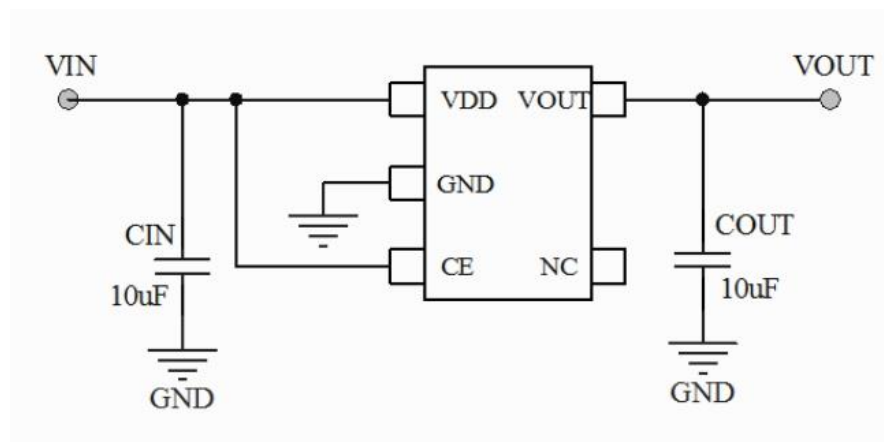 VIN
VOUT
VDD
VOUT
GND
CIN
COUT
CE
NC
10uF
10uF
GND
GND